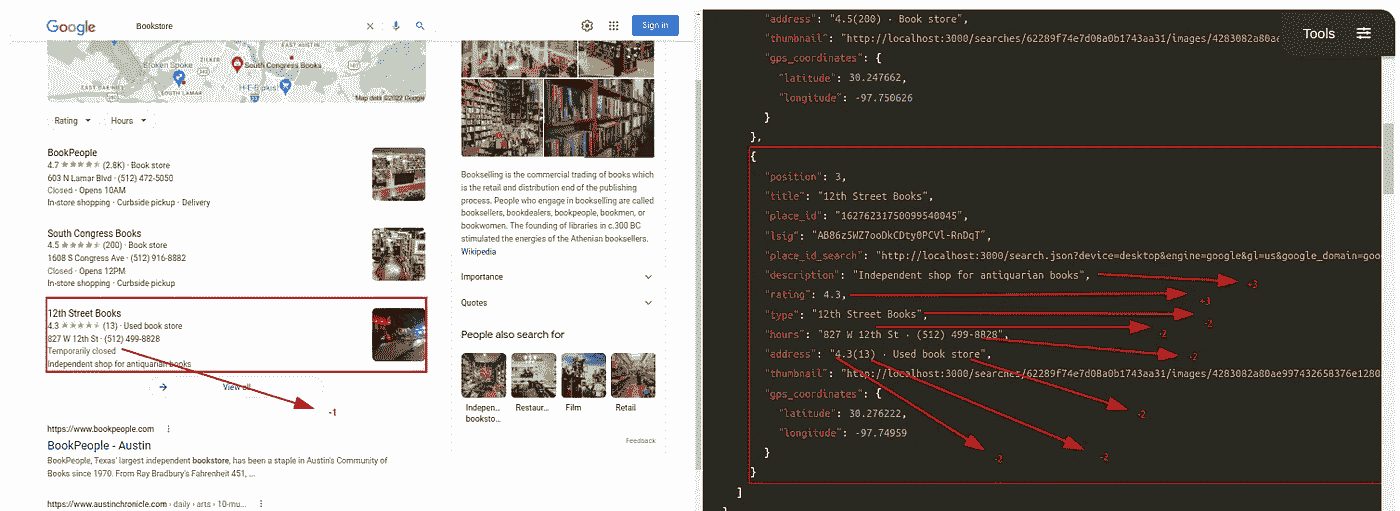 Google
Bookstore
Sign in
EAST AUSTIN
ZILKER
Broken Spoke
South Congress Books
EAST OAK HILL
SOUTH LAMAR
H-E-B plus!
Map data ©2022 Google
Rating
Hours
BookPeople
4.7 (2.8K) · Book store
603 N Lamar Blvd · (512) 472-5050
Closed · Opens 10AM
In-store shopping · Curbside pickup · Delivery
South Congress Books
4.5 (200) · Book store
1608 S Congress Ave · (512) 916-8882
Closed · Opens 12PM
In-store shopping · Curbside pickup
12th Street Books
4.3 (13) · Used book store
827 W 12th St · (512) 499-8828
Temporarily closed
Independent shop for antiquarian books
View all
-1
https://www.bookpeople.com
BookPeople - Austin
BookPeople, Texas' largest independent bookstore, has been a staple in Austin's Community of
Books since 1970. From Ray Bradbury's Fahrenheit 451, ...
https://www.austinchronicle.com › daily › arts › 10-mu...
Bookselling is the commercial trading of books which
is the retail and distribution end of the publishing
process. People who engage in bookselling are called
booksellers, bookdealers, bookpeople, bookmen, or
bookwomen. The founding of libraries in c.300 BC
stimulated the energies of the Athenian booksellers.
Wikipedia
Importance
Quotes
People also search for
Indepen...
booksto...
Restaur...
Film
Retail
Feedback
Tools
"address": "4.5(200) · Book store",
"thumbnail": "http://localhost:3000/searches/62289f74e7d08a0b1743aa31/images/4283082a80ae
"gps_coordinates": {
"latitude": 30.247662,
"longitude": -97.750626
}
},
{
"position": 3,
"title": "12th Street Books",
"place_id": "16276231750099540045",
"lsig": "AB86z5WZ7ooDkCDty0PCVl-RnDqT",
"place_id_search": "http://localhost:3000/search.json?device=desktop&engine=google&gl=us&google_domain=goo
"description": "Independent shop for antiquarian books",
+3
"rating": 4.3,
+3
"type": "12th Street Books",
-2
"hours": "827 W 12th St · (512) 499-8828",
-2
-2
"address": "4.3(13) · Used book store",
"thumbnail": "http://localhost:3000/searches/62289f74e7d08a0b1743aa31/images/4283082a80ae997432658376e1280
"gps_coordinates": {
-2
"latitude": 30.276222,
"longitude": -97.74959
}
-2
-2
}
]